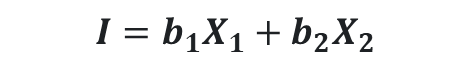 I = b₁X₁ + b₂X₂